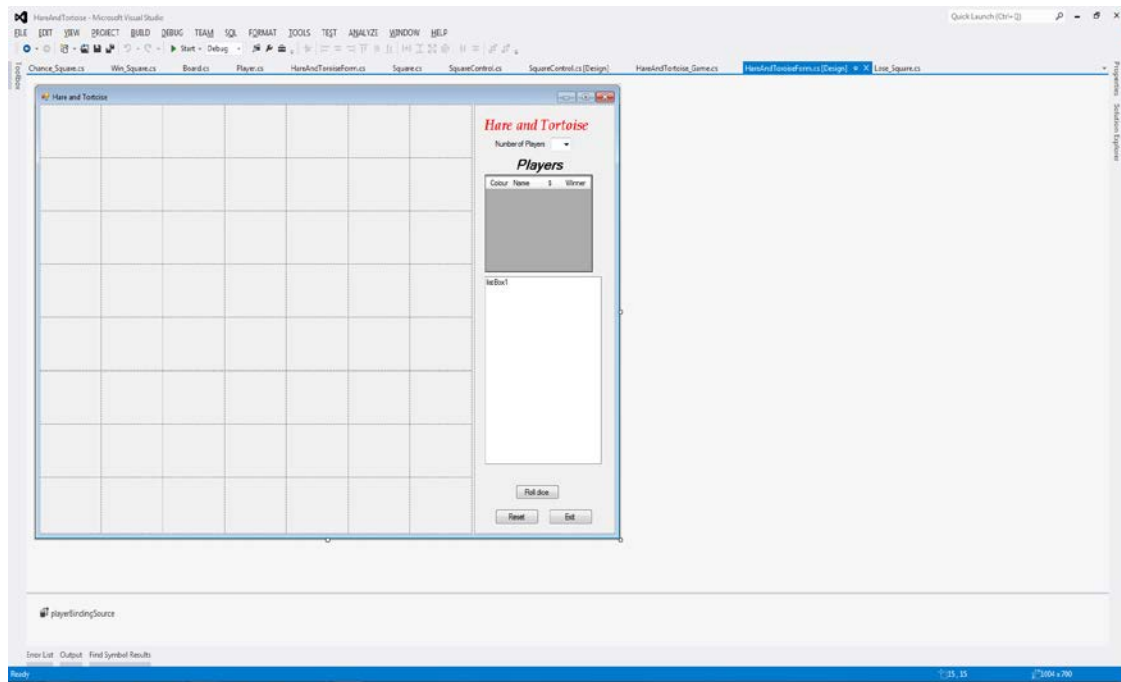 HareAndTortoise - Microsoft Visual Studio
Quick Launch (Ctrl+Q)
FILE EDIT VIEW PROJECT BUILD DEBUG TEAM SQL FORMAT TOOLS TEST ANALYZE WINDOW HELP
Start - Debug
Toolbox
Chance_Square.cs Win_Square.cs Board.cs Player.cs HareAndTortoiseForm.cs Square.cs SquareControl.cs SquareControl.cs [Design] HareAndTortoise_Game.cs HareAndTortoiseForm.cs [Design] Lose_Square.cs
Properties
Solution Explorer
Hare and Tortoise
Hare and Tortoise
Number of Players
Players
Colour Name $ Winner
listBox1
Roll dice
Reset Exit
playerBindingSource
Error List Output Find Symbol Results
Ready 15, 15 1004 x 700